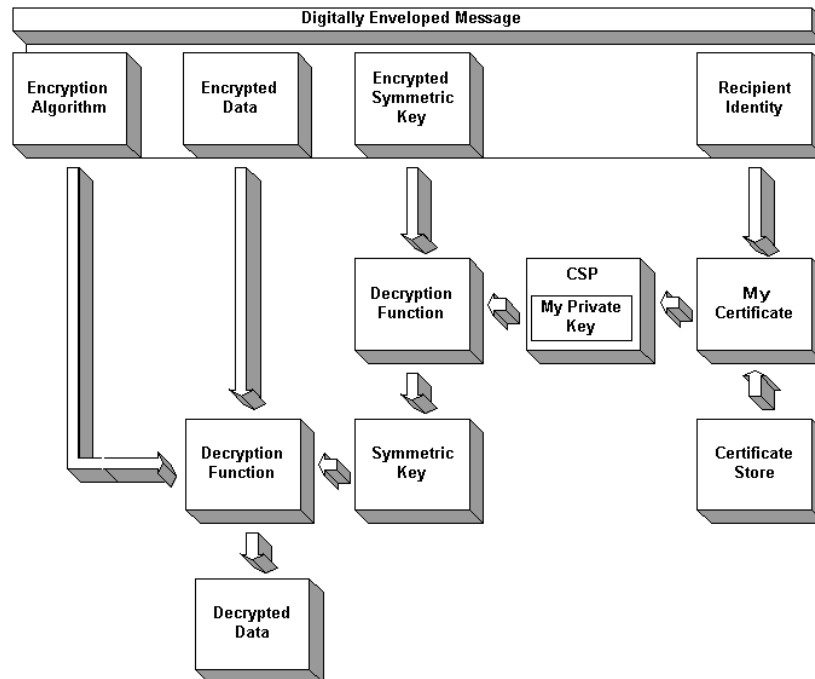 Digitally Enveloped Message
Encryption
Algorithm
Encrypted
Data
Encrypted
Symmetric
Key
Recipient
Identity
Decryption
Function
CSP
My Private
Key
My
Certificate
Decryption
Function
Symmetric
Key
Certificate
Store
Decrypted
Data